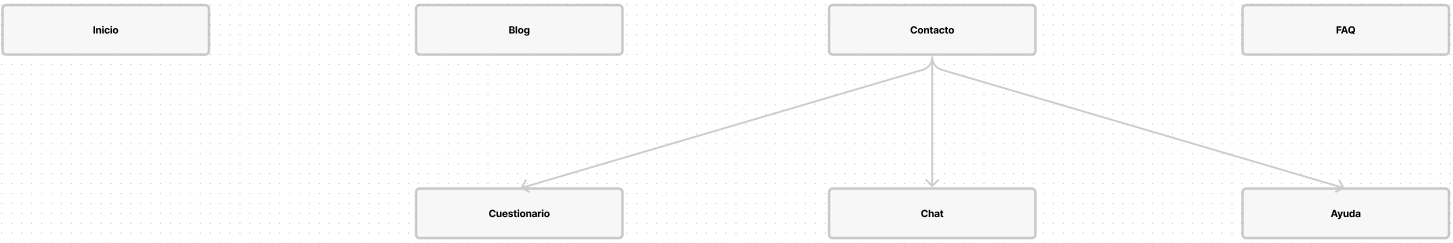 Inicio
Blog
Contacto
FAQ
Cuestionario
Chat
Ayuda